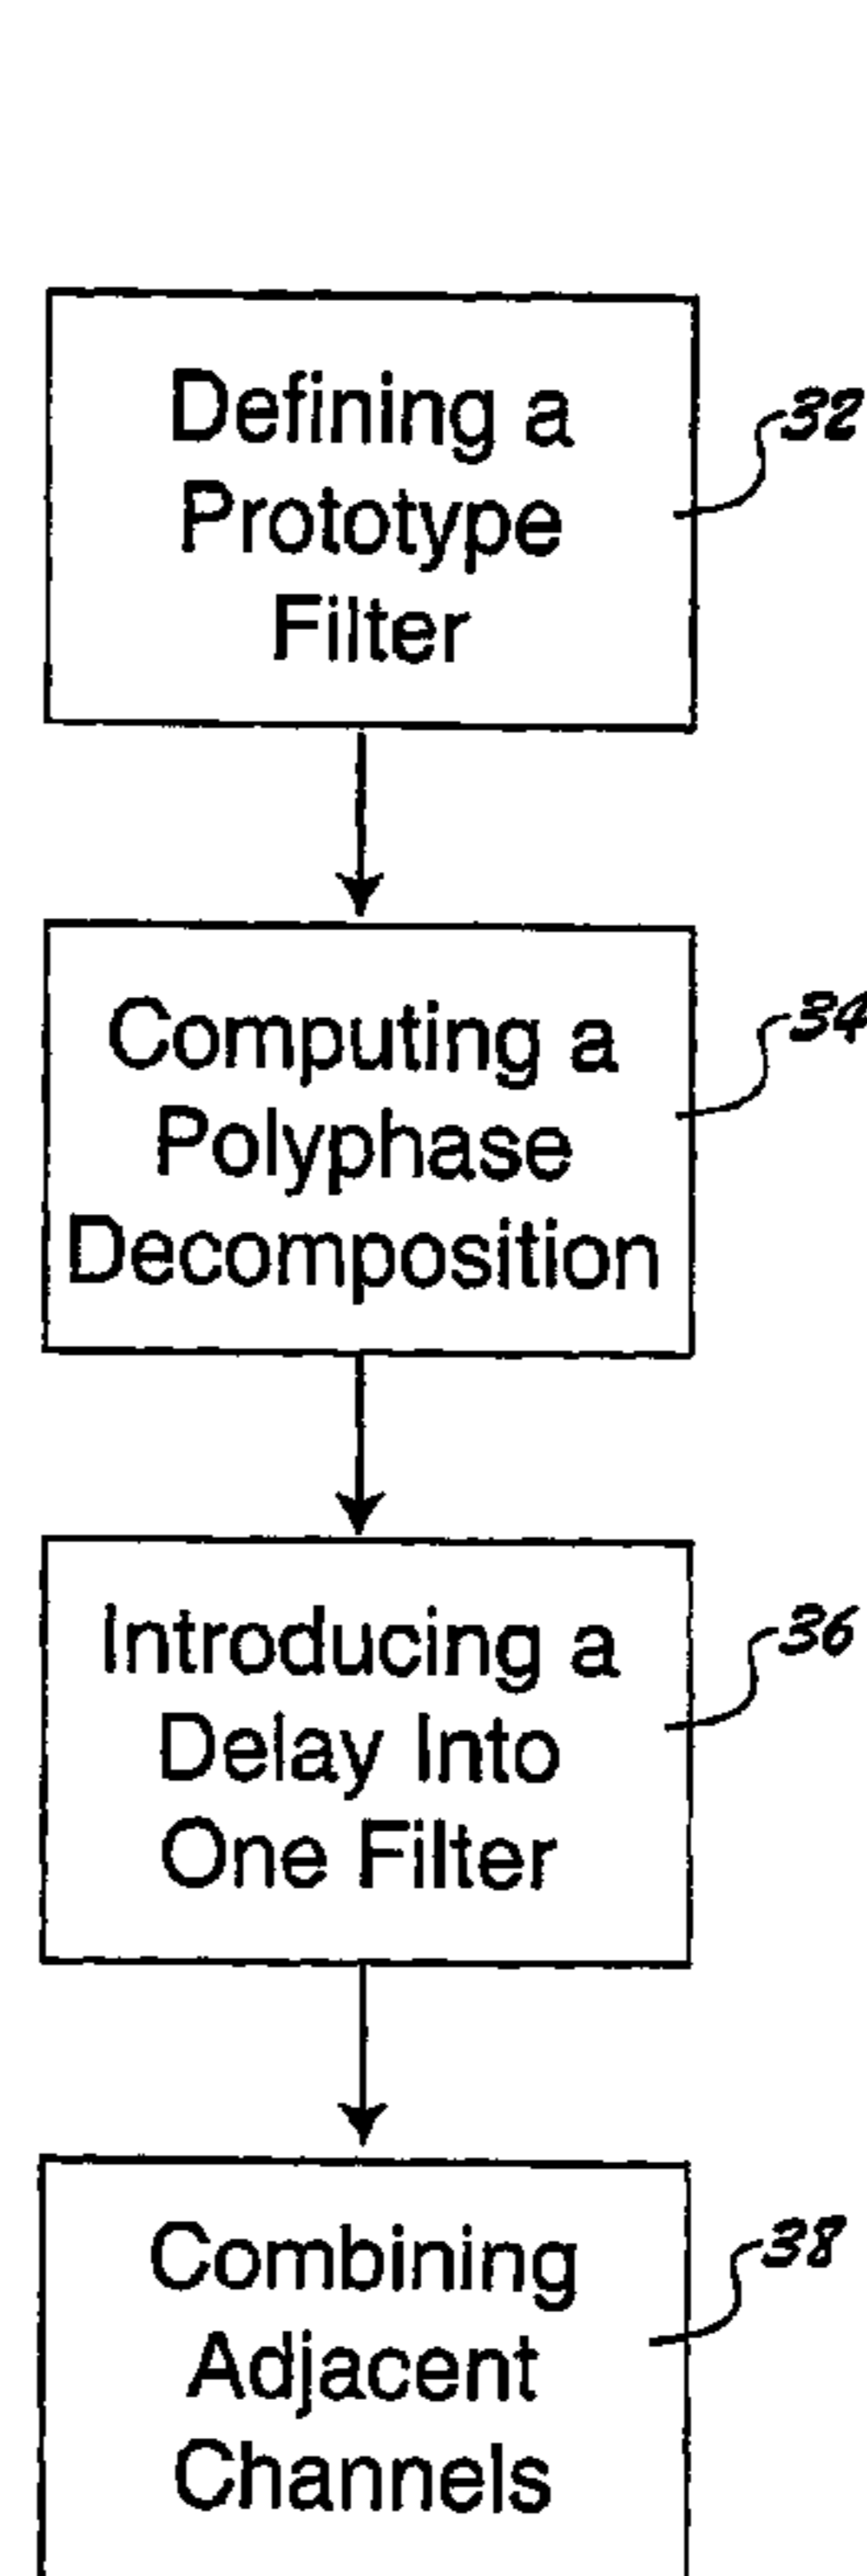 Defining a
Prototype
Filter
32
Computing a
Polyphase
Decomposition
34
Introducing a
Delay Into
One Filter
36
Combining
Adjacent
Channels
38